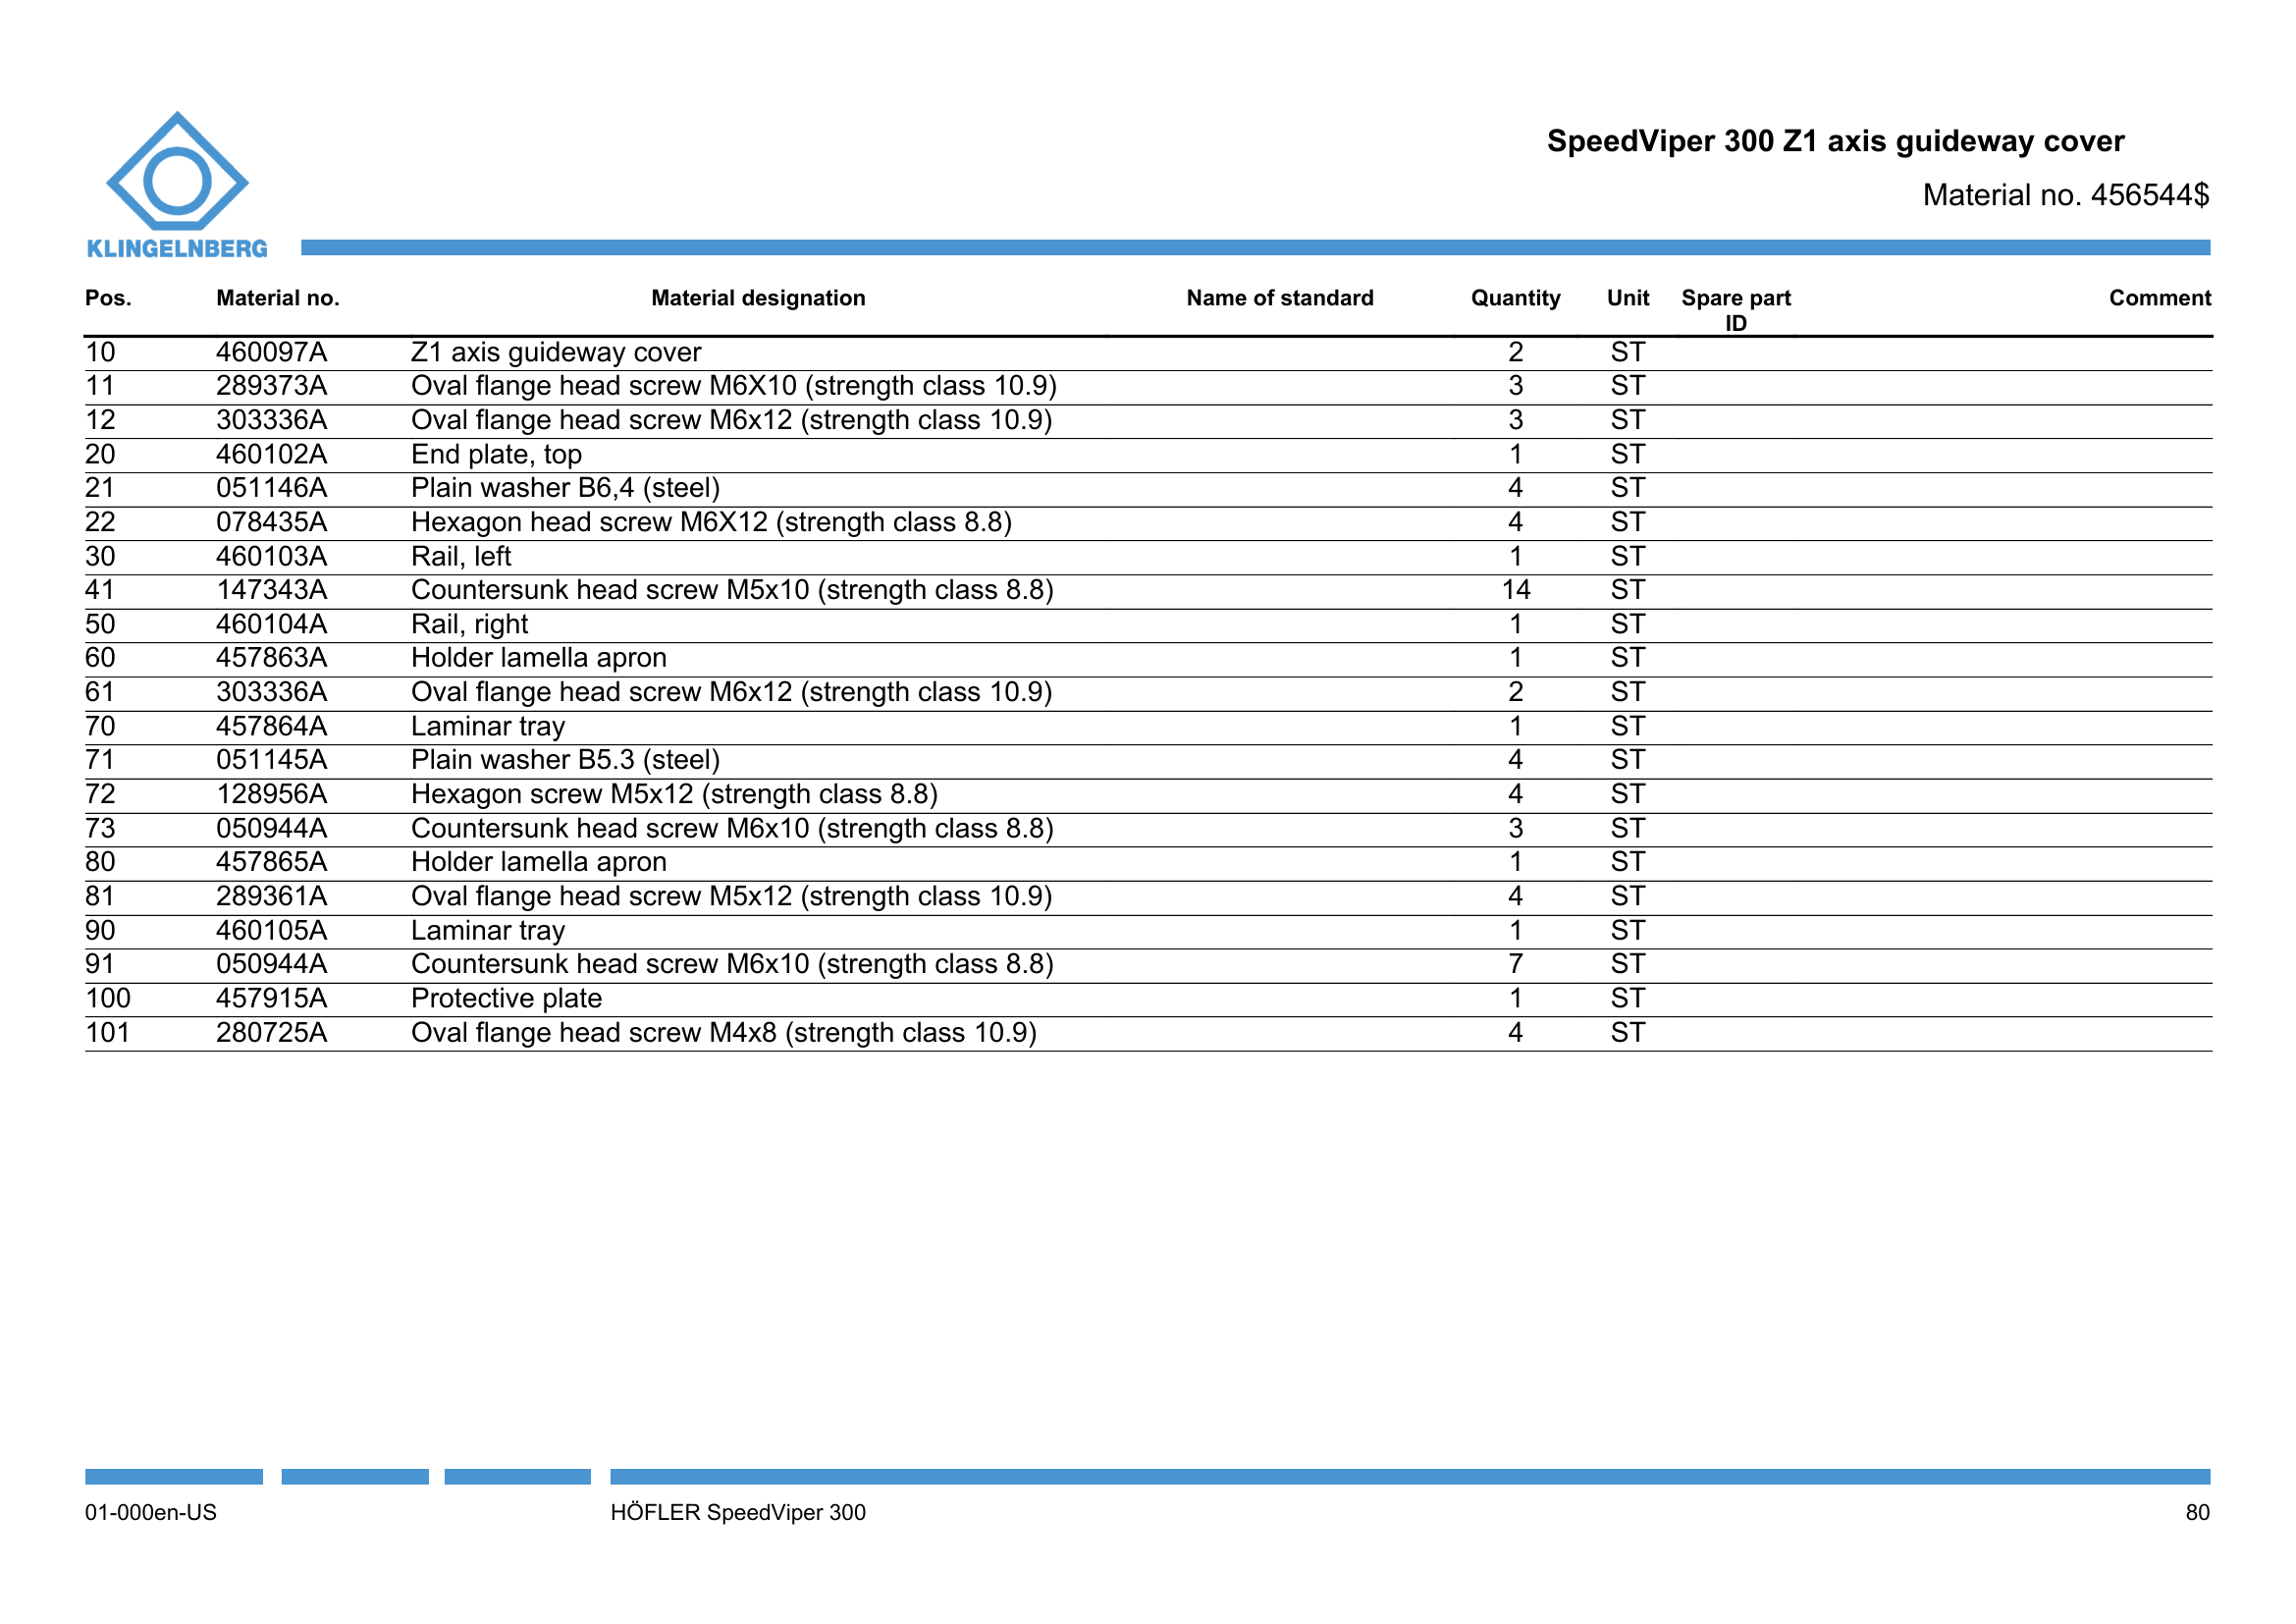 KLINGELNBERG
SpeedViper 300 Z1 axis guideway cover
Material no. 456544$
Pos. Material no. Material designation Name of standard Quantity Unit Spare part ID Comment
10 460097A Z1 axis guideway cover 2 ST
11 289373A Oval flange head screw M6X10 (strength class 10.9) 3 ST
12 303336A Oval flange head screw M6x12 (strength class 10.9) 3 ST
20 460102A End plate, top 1 ST
21 051146A Plain washer B6,4 (steel) 4 ST
22 078435A Hexagon head screw M6X12 (strength class 8.8) 4 ST
30 460103A Rail, left 1 ST
41 147343A Countersunk head screw M5x10 (strength class 8.8) 14 ST
50 460104A Rail, right 1 ST
60 457863A Holder lamella apron 1 ST
61 303336A Oval flange head screw M6x12 (strength class 10.9) 2 ST
70 457864A Laminar tray 1 ST
71 051145A Plain washer B5.3 (steel) 4 ST
72 128956A Hexagon screw M5x12 (strength class 8.8) 4 ST
73 050944A Countersunk head screw M6x10 (strength class 8.8) 3 ST
80 457865A Holder lamella apron 1 ST
81 289361A Oval flange head screw M5x12 (strength class 10.9) 4 ST
90 460105A Laminar tray 1 ST
91 050944A Countersunk head screw M6x10 (strength class 8.8) 7 ST
100 457915A Protective plate 1 ST
101 280725A Oval flange head screw M4x8 (strength class 10.9) 4 ST
01-000en-US HÖFLER SpeedViper 300 80